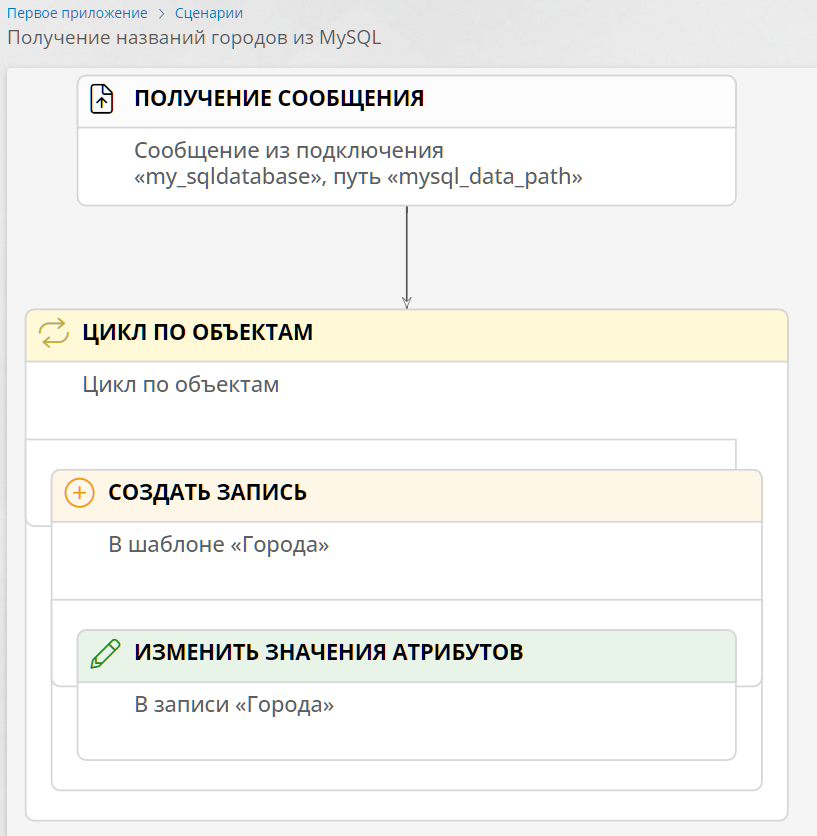 Первое приложение > Сценарии
Получение названий городов из MySQL
ПОЛУЧЕНИЕ СООБЩЕНИЯ
Сообщение из подключения
«my_sqldatabase», путь «mysql_data_path»
ЦИКЛ ПО ОБЪЕКТАМ
Цикл по объектам
СОЗДАТЬ ЗАПИСЬ
В шаблоне «Города»
ИЗМЕНИТЬ ЗНАЧЕНИЯ АТРИБУТОВ
В записи «Города»